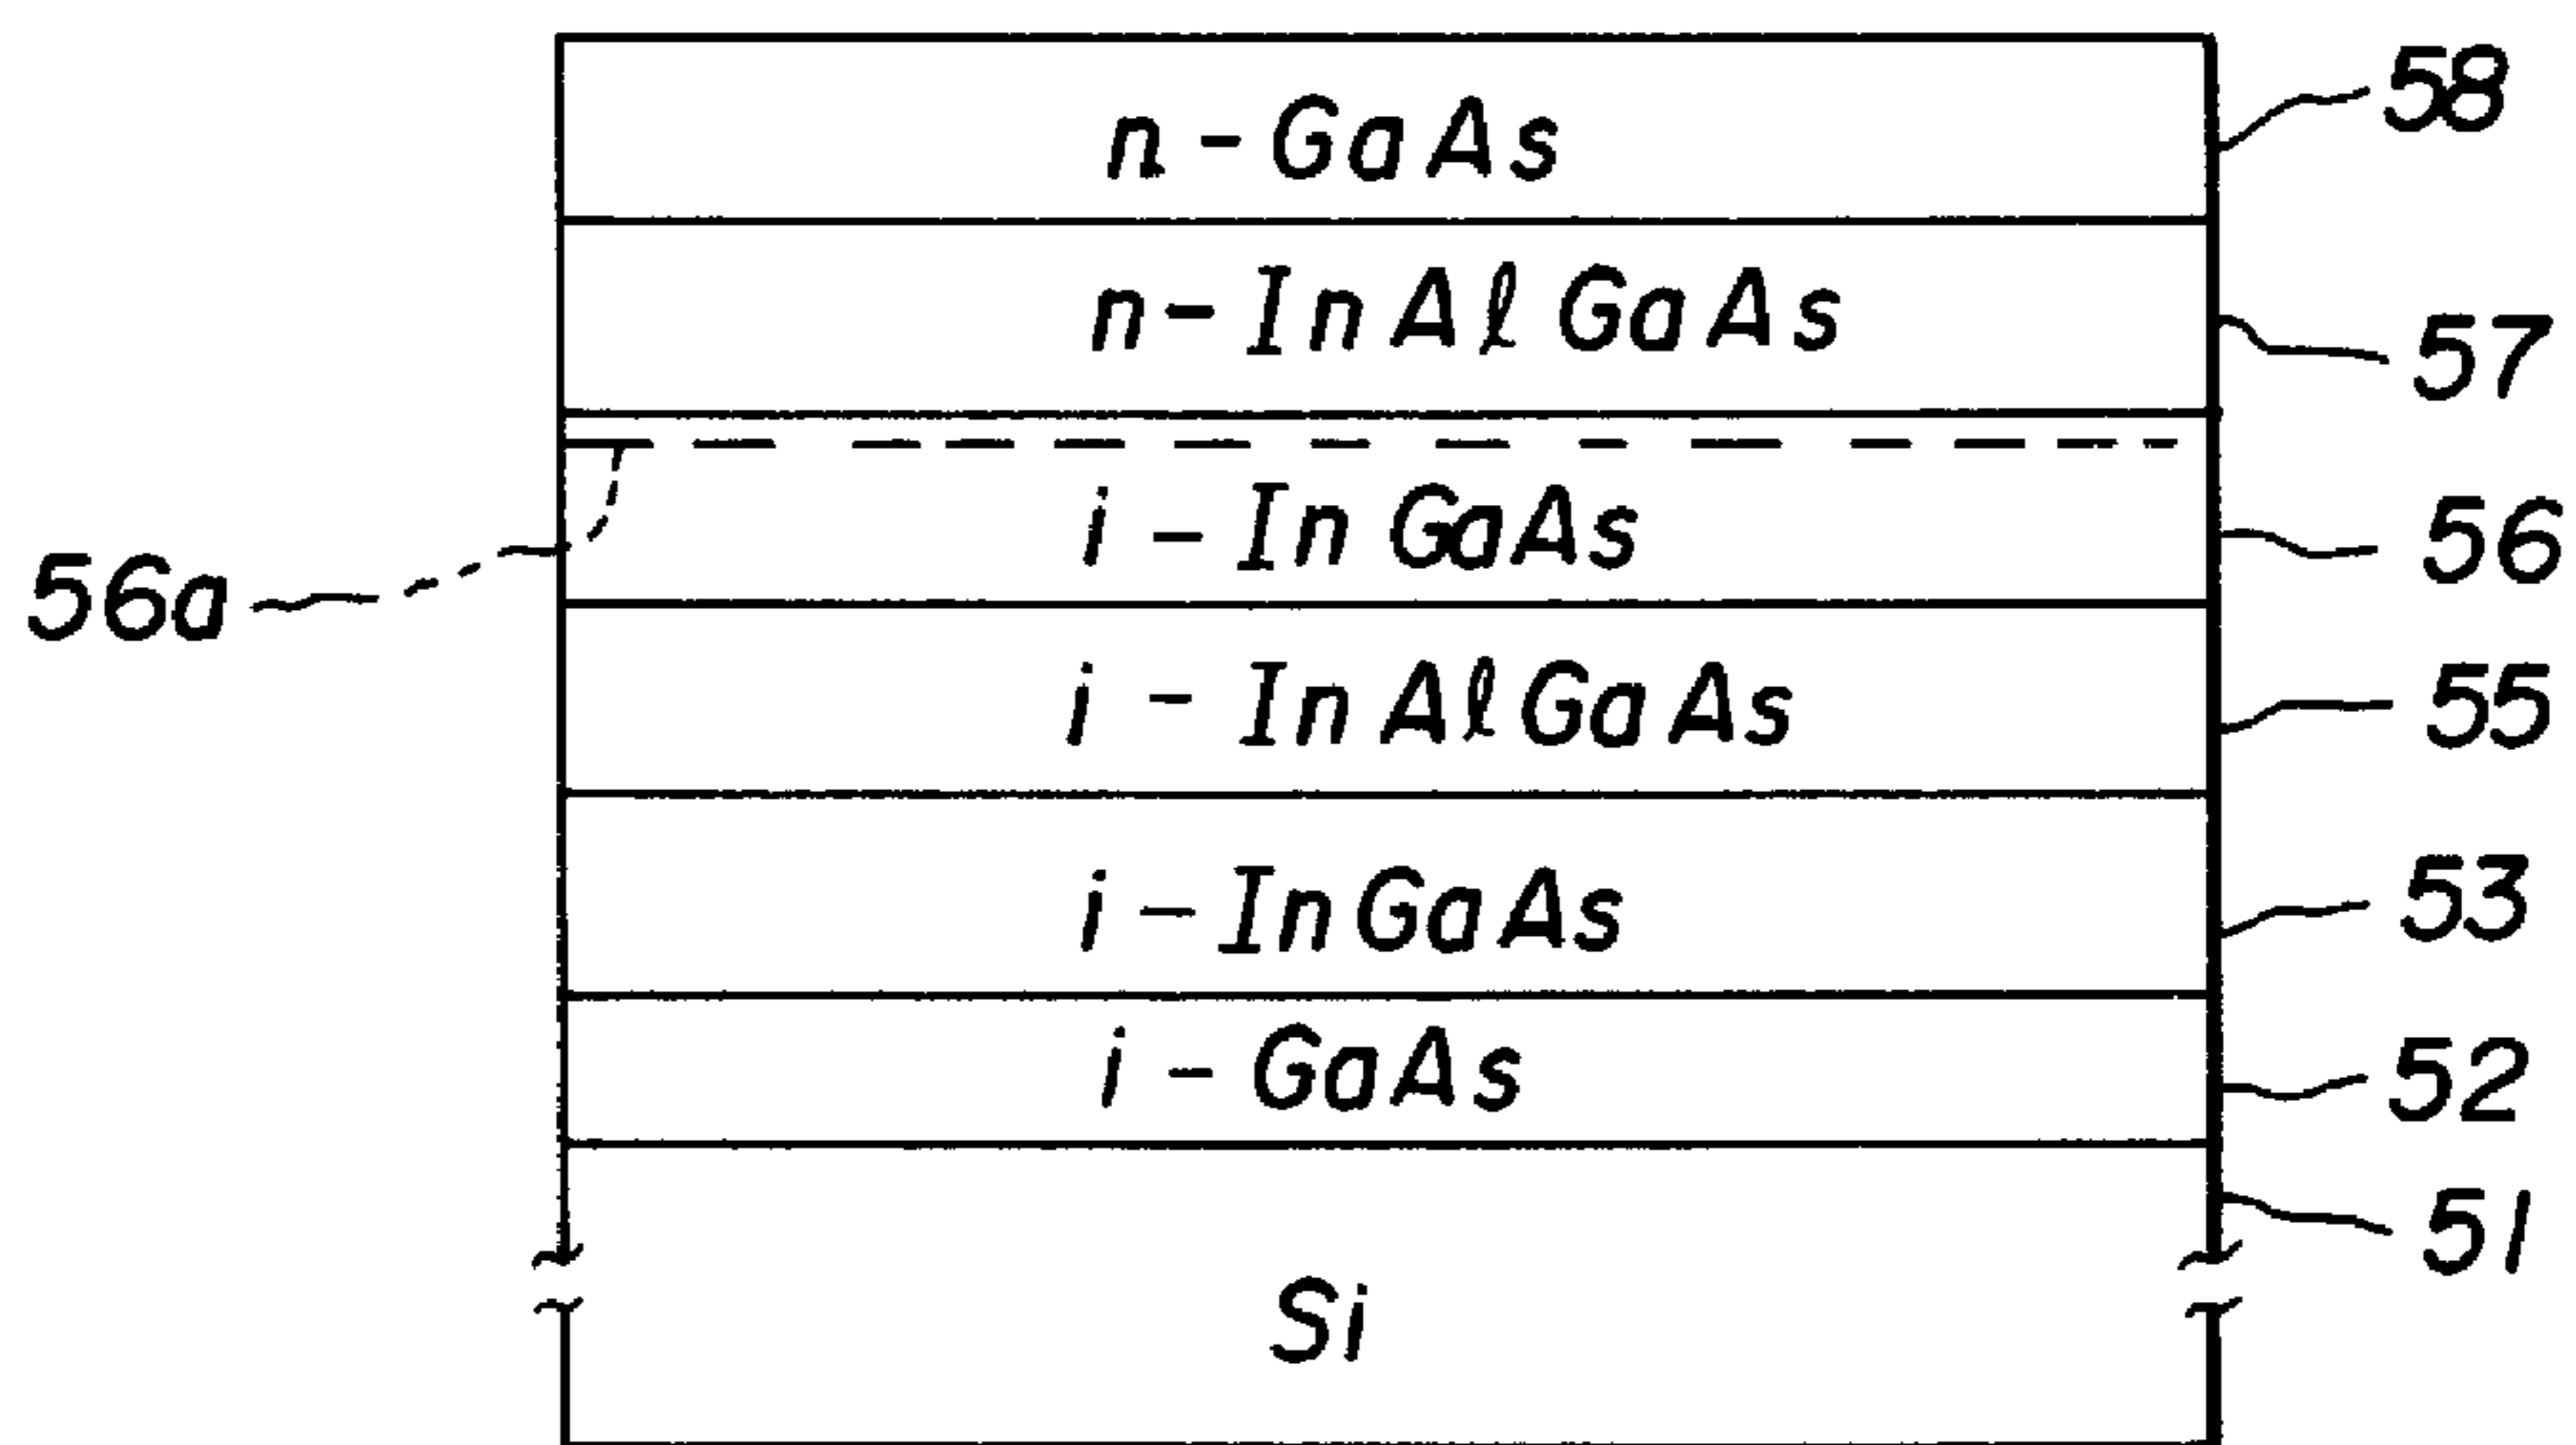 n-GaAs 58
n-InAlGaAs 57
i-InGaAs 56
56a
i-InAlGaAs 55
i-InGaAs 53
i-GaAs 52
51
Si